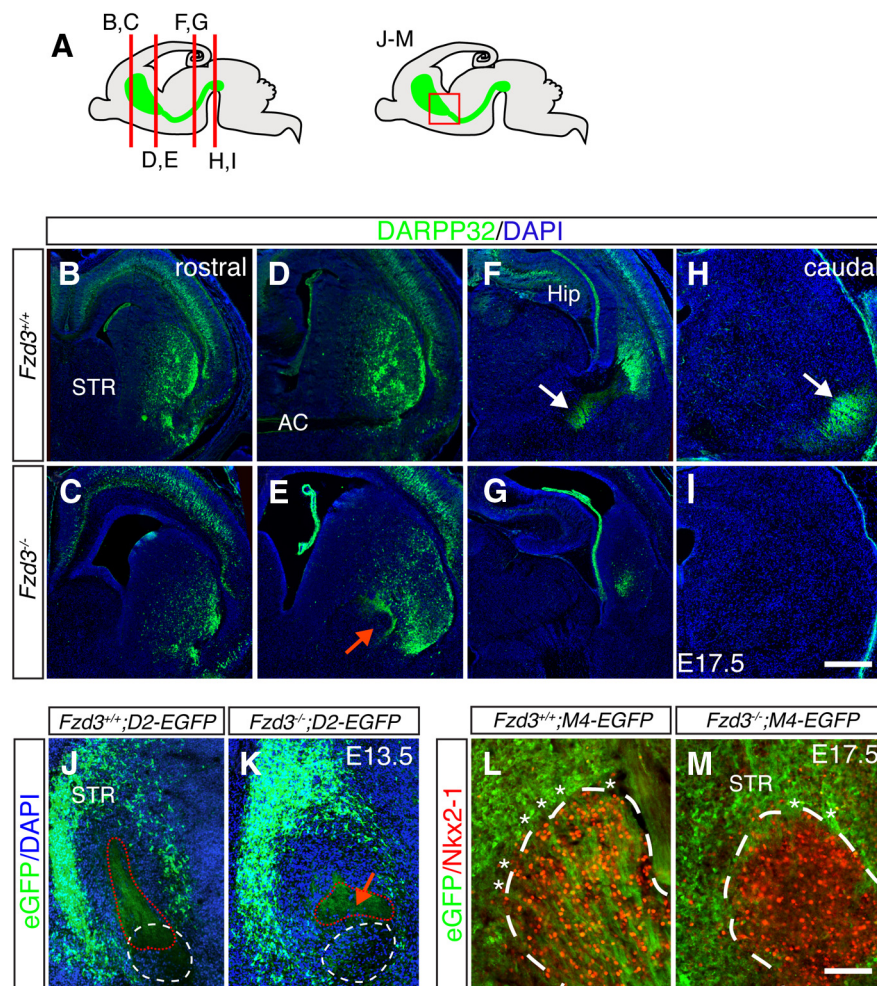 A
B,C
F,G
J-M
D,E
H,I
DARPP32/DAPI
Fzd3+/+
B
rostral
STR
D
AC
F
Hip
H
caudal
Fzd3-/-
C
E
G
I
E17.5
Fzd3+/+;D2-EGFP
Fzd3-/-;D2-EGFP
Fzd3+/+;M4-EGFP
Fzd3-/-;M4-EGFP
eGFP/DAPI
J
STR
K
E13.5
eGFP/Nkx2-1
L
* * * * * *
M
E17.5
STR
* *